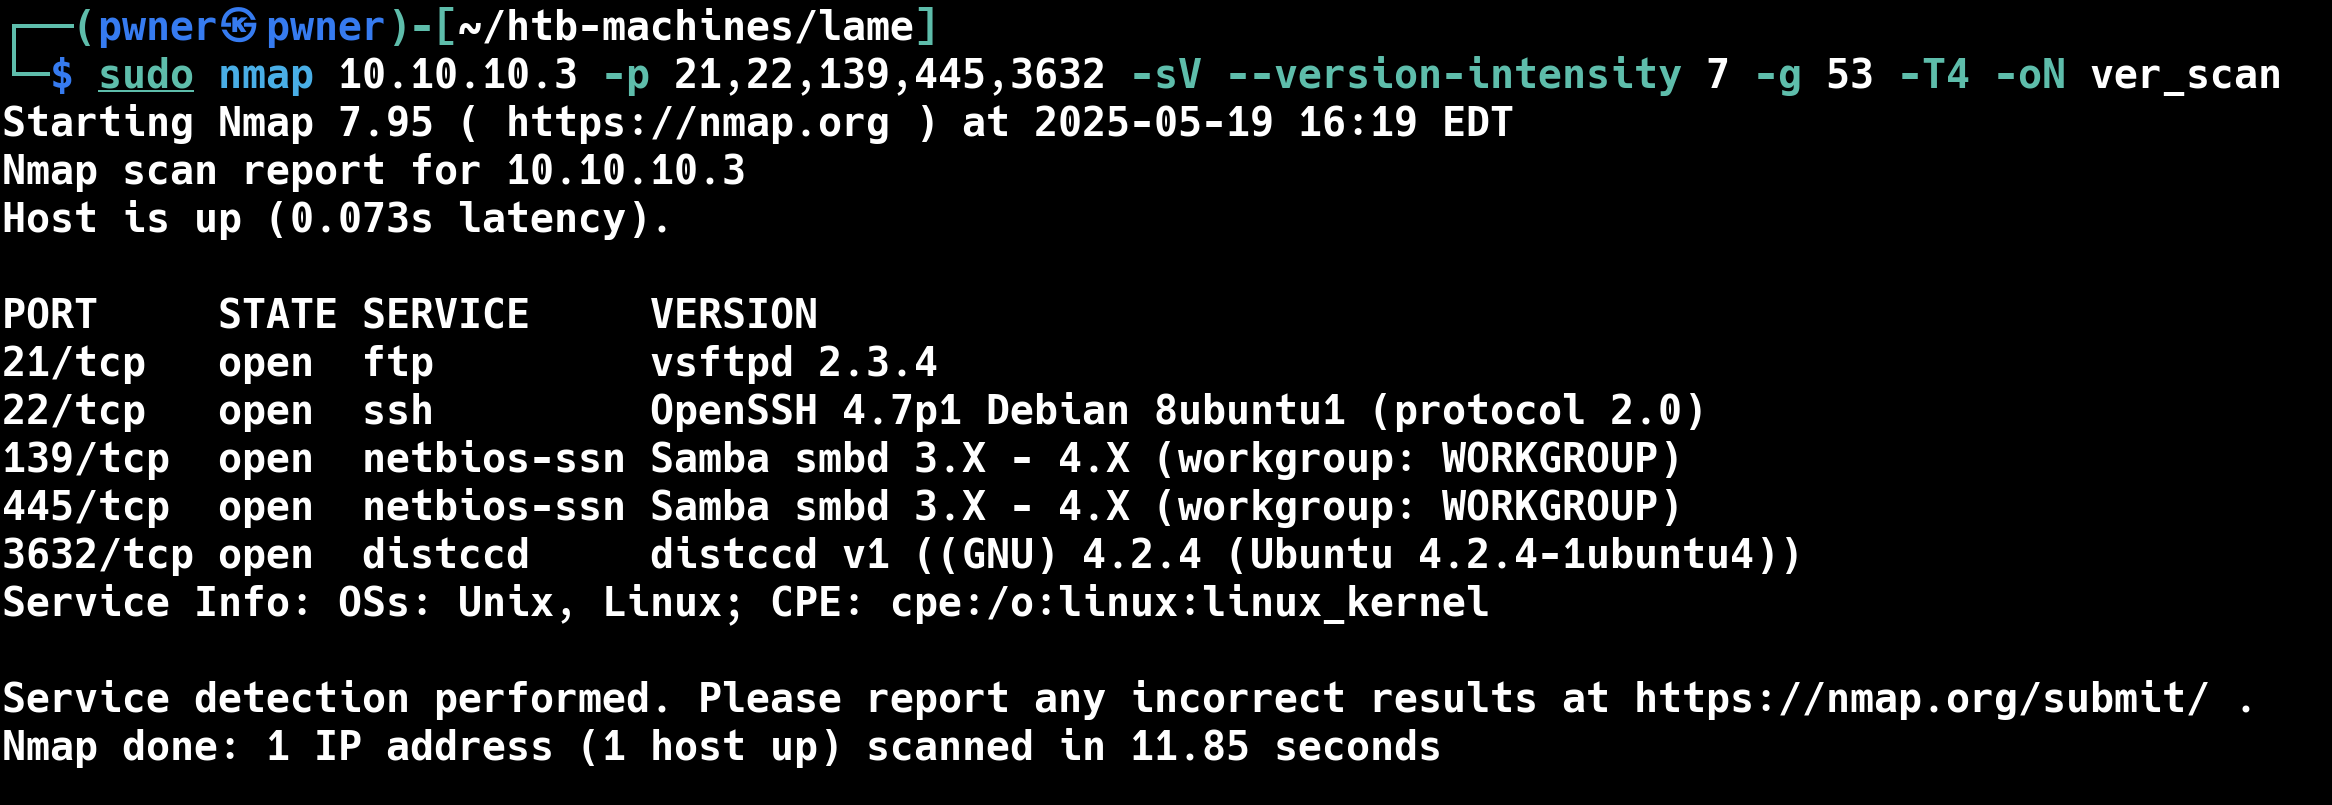 ┌──(pwner㉿pwner)-[~/htb-machines/lame]
└─$ sudo nmap 10.10.10.3 -p 21,22,139,445,3632 -sV --version-intensity 7 -g 53 -T4 -oN ver_scan
Starting Nmap 7.95 ( https://nmap.org ) at 2025-05-19 16:19 EDT
Nmap scan report for 10.10.10.3
Host is up (0.073s latency).

PORT     STATE SERVICE     VERSION
21/tcp   open  ftp         vsftpd 2.3.4
22/tcp   open  ssh         OpenSSH 4.7p1 Debian 8ubuntu1 (protocol 2.0)
139/tcp  open  netbios-ssn Samba smbd 3.X - 4.X (workgroup: WORKGROUP)
445/tcp  open  netbios-ssn Samba smbd 3.X - 4.X (workgroup: WORKGROUP)
3632/tcp open  distccd     distccd v1 ((GNU) 4.2.4 (Ubuntu 4.2.4-1ubuntu4))
Service Info: OSs: Unix, Linux; CPE: cpe:/o:linux:linux_kernel

Service detection performed. Please report any incorrect results at https://nmap.org/submit/ .
Nmap done: 1 IP address (1 host up) scanned in 11.85 seconds